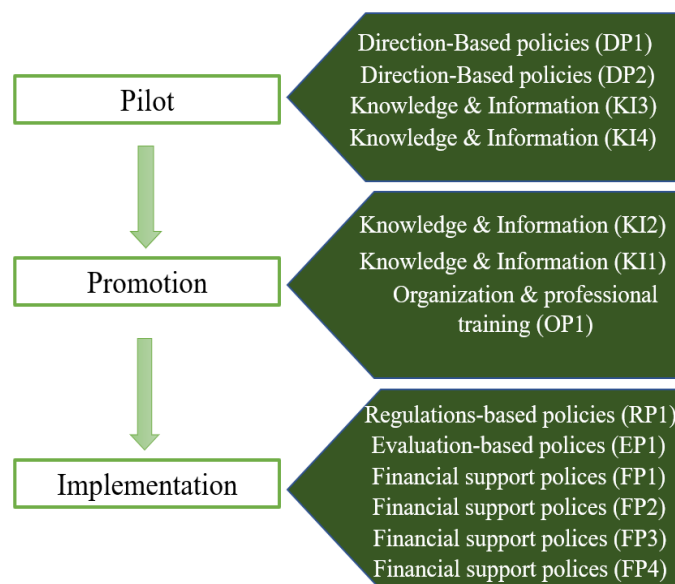 Pilot
Direction-Based policies (DP1)
Direction-Based policies (DP2)
Knowledge & Information (KI3)
Knowledge & Information (KI4)
Promotion
Knowledge & Information (KI2)
Knowledge & Information (KI1)
Organization & professional
training (OP1)
Implementation
Regulations-based policies (RP1)
Evaluation-based polices (EP1)
Financial support polices (FP1)
Financial support polices (FP2)
Financial support polices (FP3)
Financial support polices (FP4)